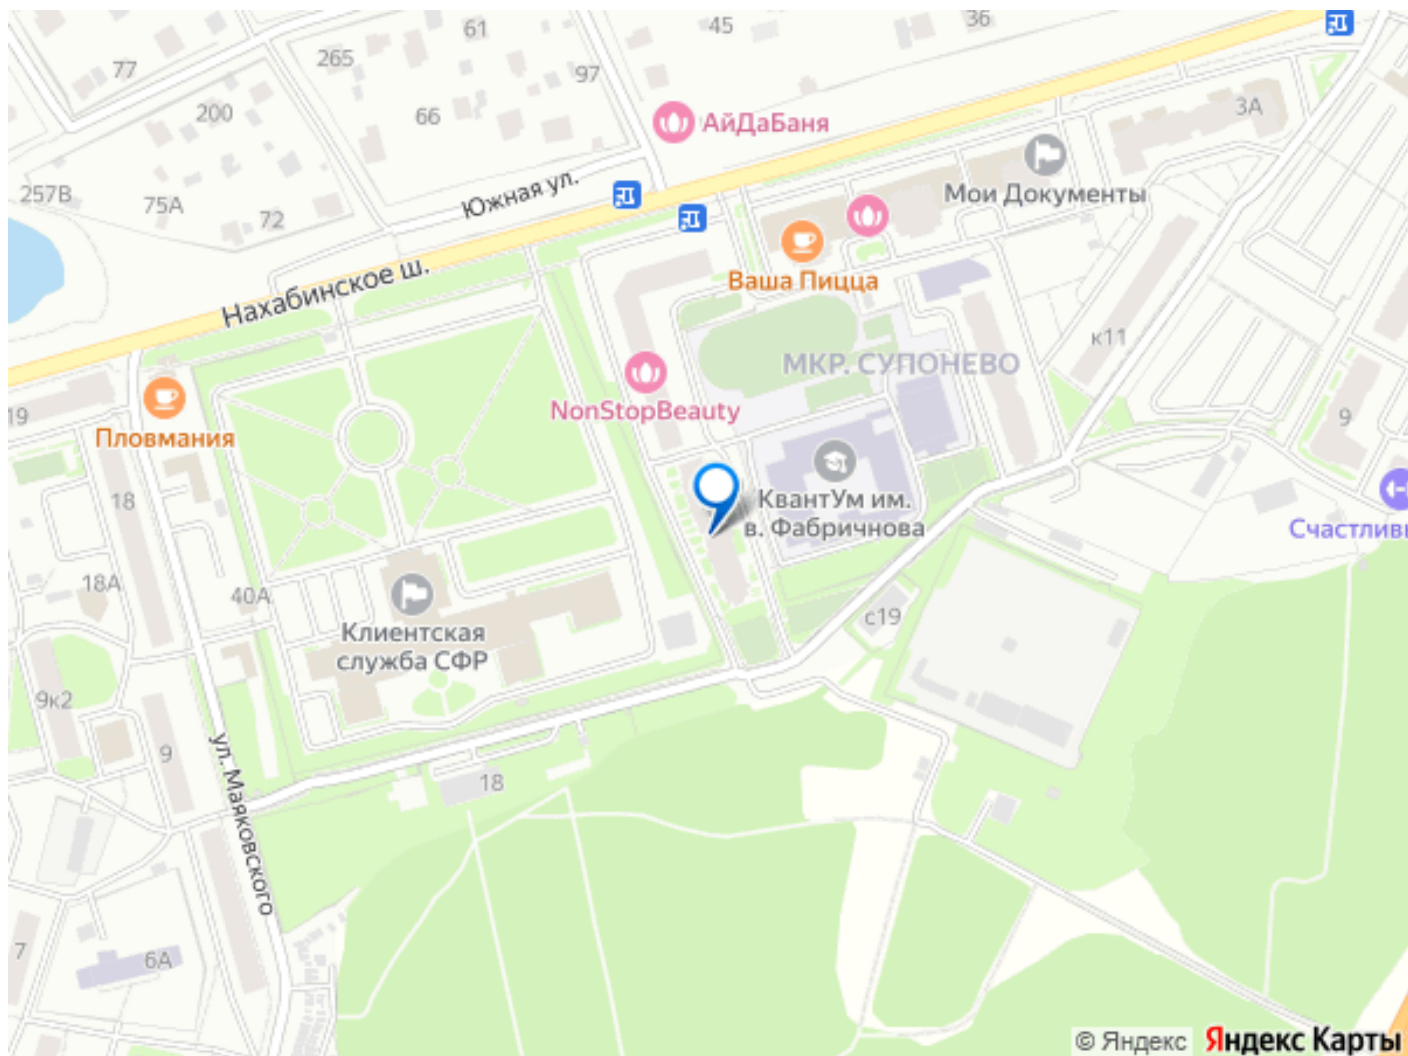 61
45
36
265
77
97
200
66
3А
АйДаБаня
Мои Документы
257В
75А
72
Южная ул.
Ваша Пицца
Нахабинское ш.
к11
МКР. СУПОНЕВО
NonStopBeauty
19
Пловмания
9
18
КвантУм им.
в. Фабричнова
Счастливы
18А
40А
Клиентская
служба СФР
с19
9к2
9
18
ул. Маяковского
7
6А
© Яндекс Яндекс Карты